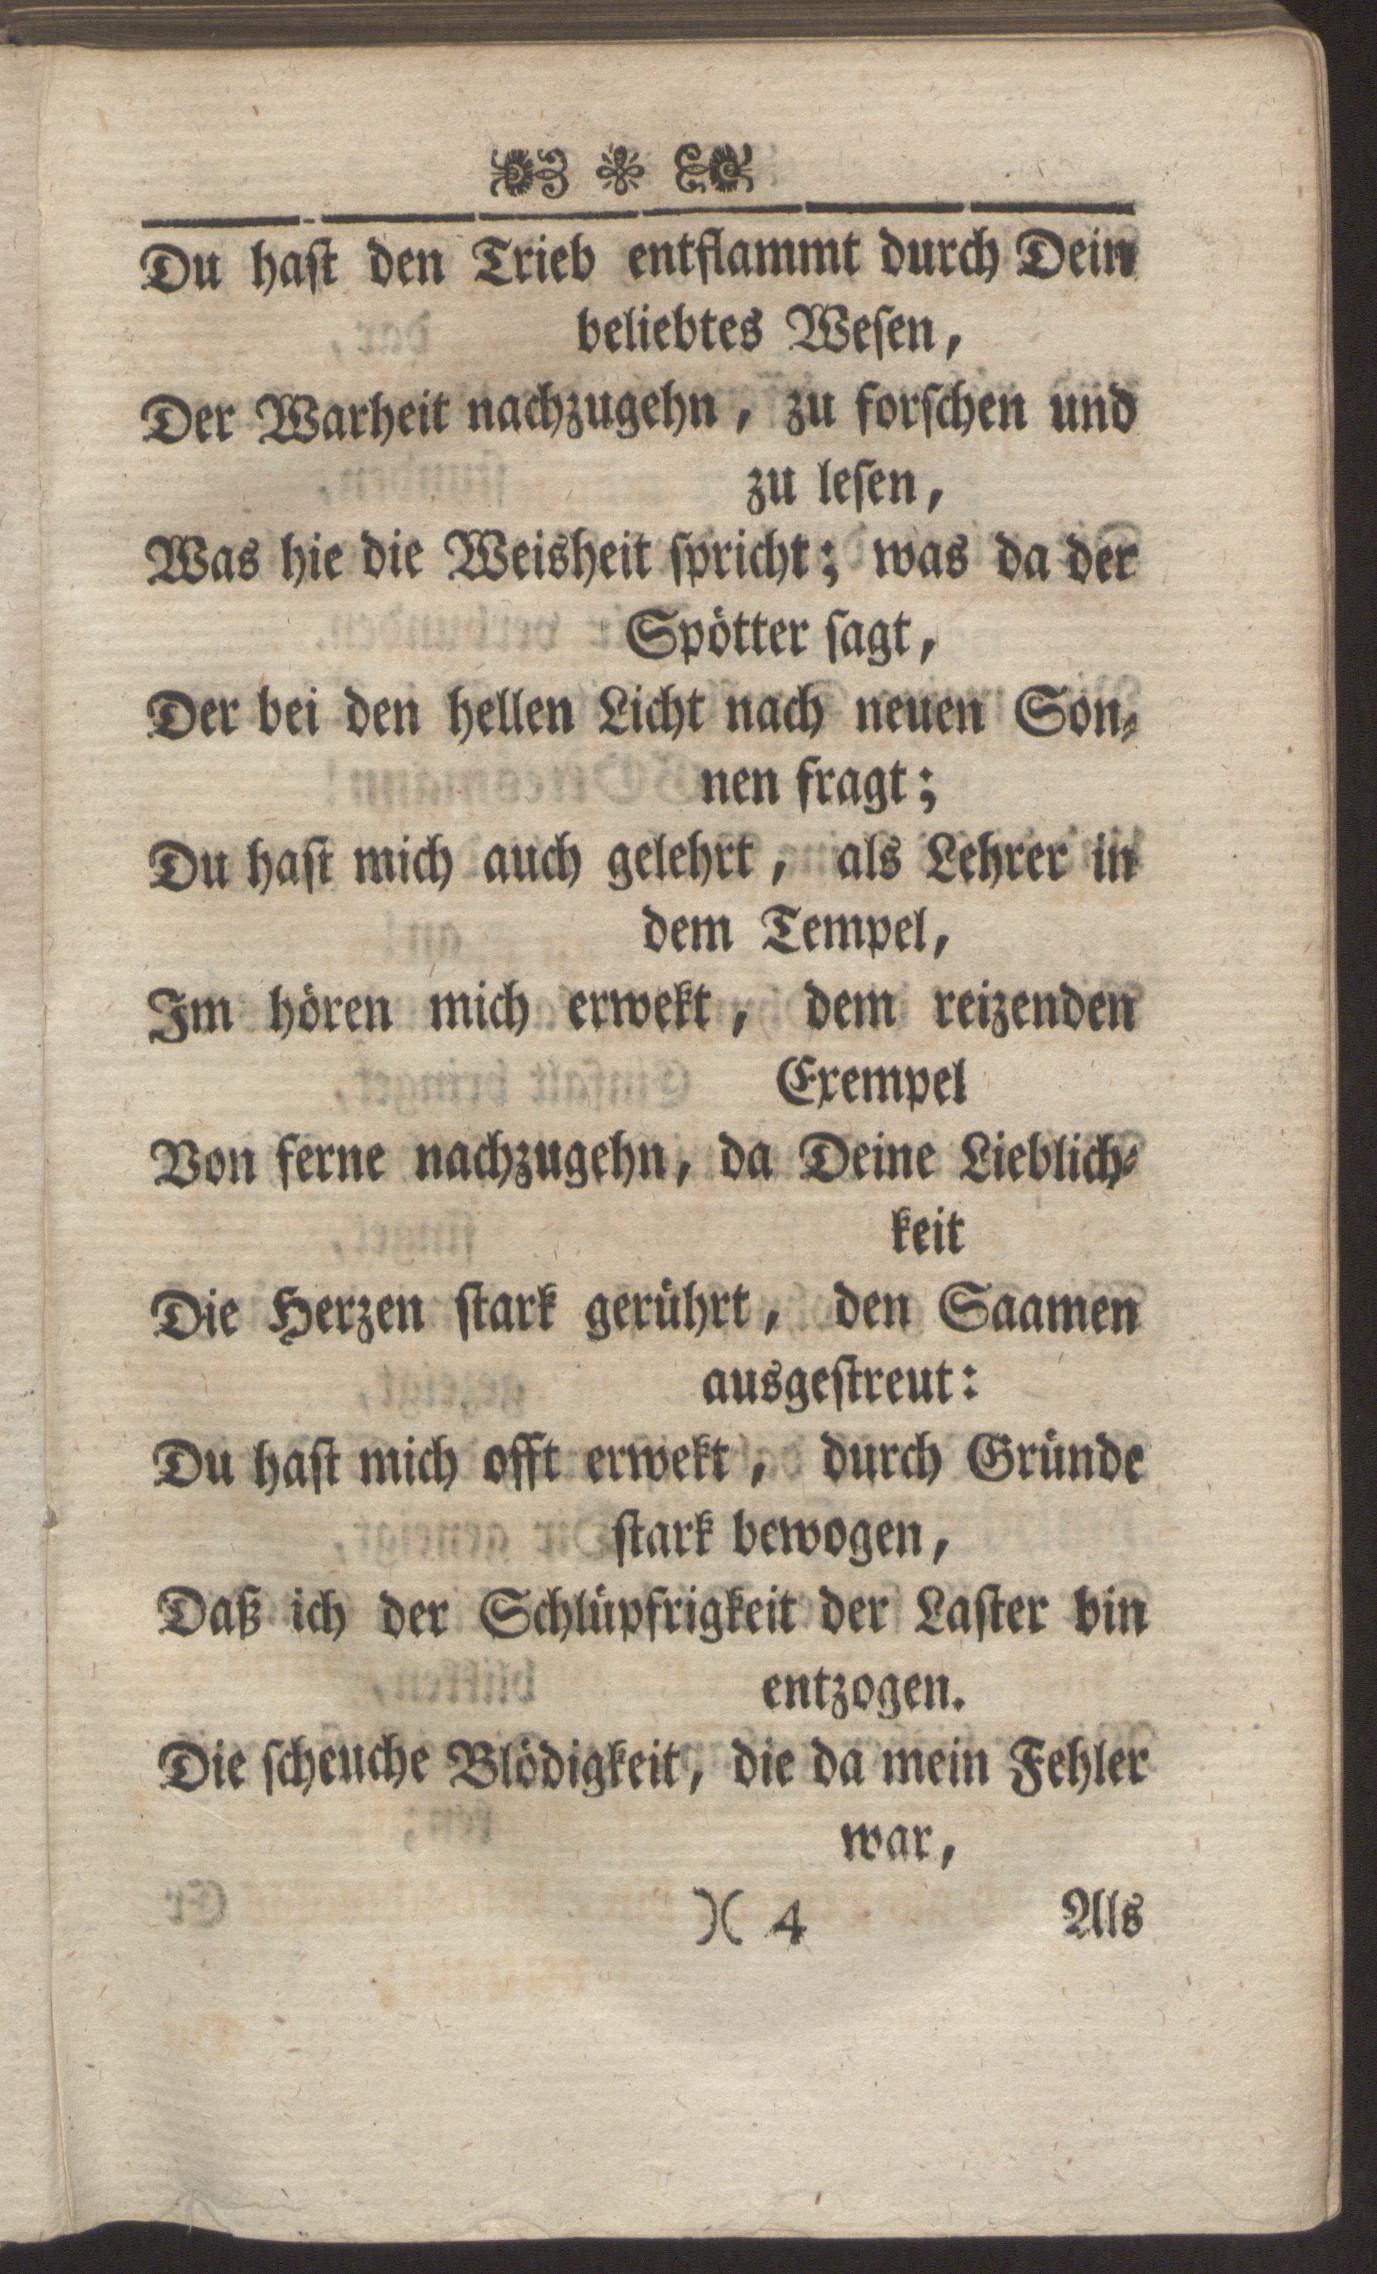 Du hast den Trieb entflammt durch Dein
beliebtes Wesen,
Der Warheit nachzugehn, zu forschen und
zu lesen,
Was hie die Weisheit spricht; was da der
Spötter sagt,
Der bei den hellen Licht nach neuen Son-
nen fragt;
Du hast mich auch gelehrt, als Lehrer in
dem Tempel,
Im hören mich erwekt, dem reizenden
Exempel
Von ferne nachzugehn, da Deine Lieblich-
keit
Die Herzen stark gerührt, den Saamen
ausgestreut:
Du hast mich offt erwekt, durch Gründe
stark bewogen,
Daß ich der Schlüpfrigkeit der Laster bin
entzogen.
Die scheuche Blödigkeit, die da mein Fehler
war,
)( 4 Als